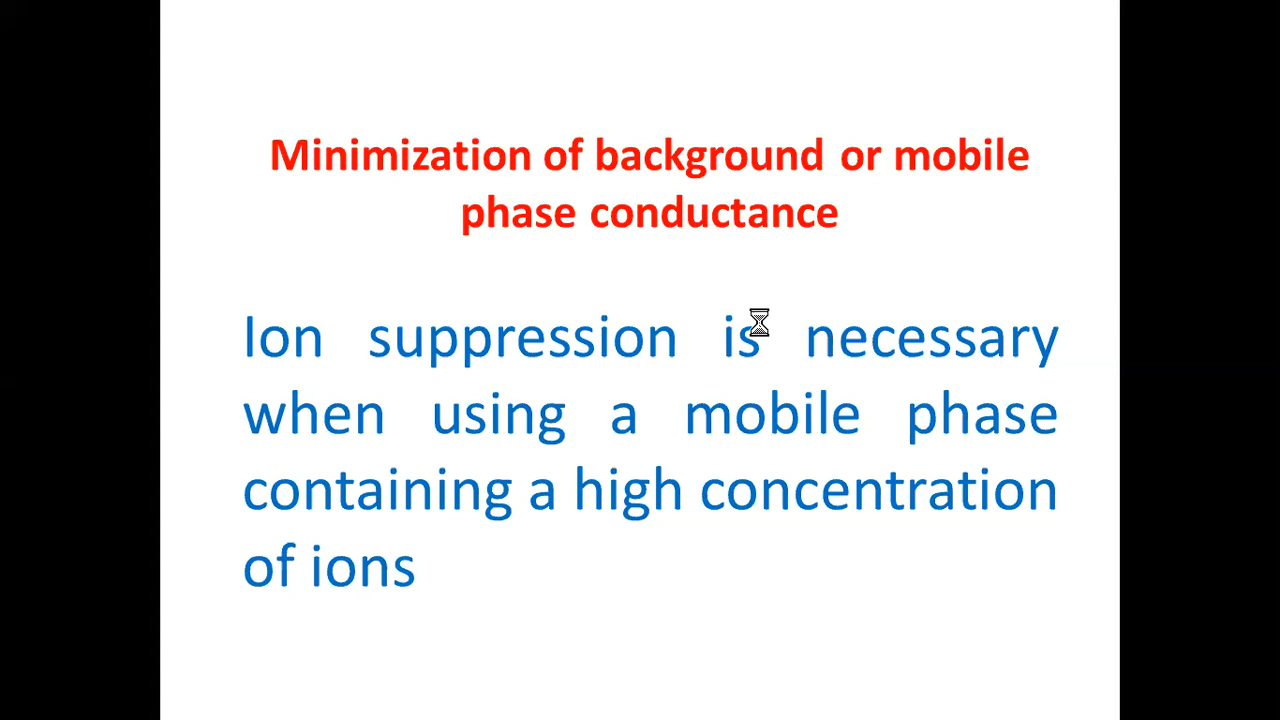 Minimization of background or mobile
phase conductance
Ion suppression is necessary
when using a mobile phase
containing a high concentration
of ions